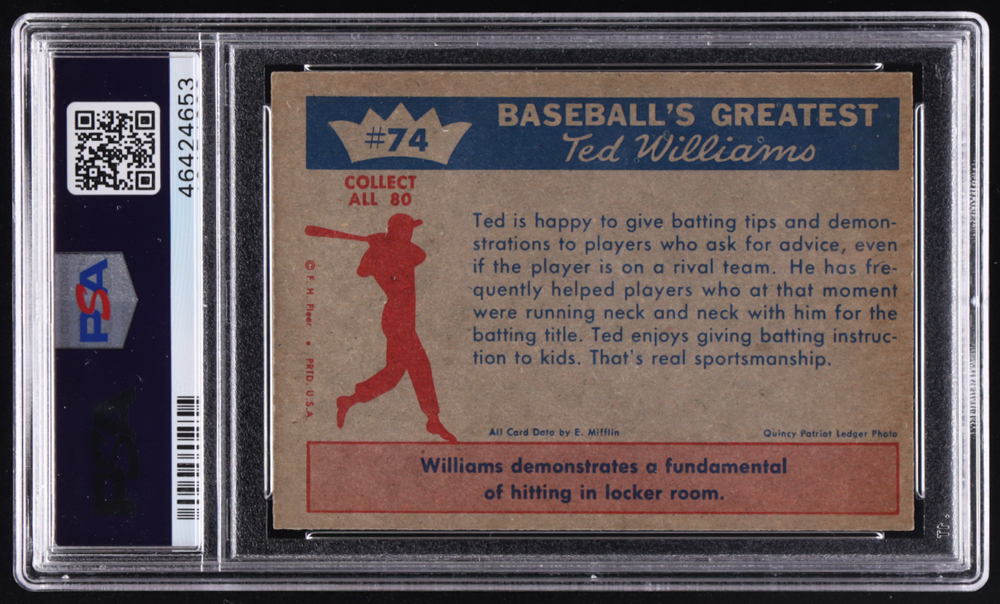 46424653
PSA
PSA
#74
BASEBALL'S GREATEST
Ted Williams
COLLECT
ALL 80
© F. H. Fleer • PRTD. U.S.A.
Ted is happy to give batting tips and demon-
strations to players who ask for advice, even
if the player is on a rival team. He has fre-
quently helped players who at that moment
were running neck and neck with him for the
batting title. Ted enjoys giving batting instruc-
tion to kids. That's real sportsmanship.
All Card Data by E. Mifflin
Quincy Patriot Ledger Photo
Williams demonstrates a fundamental
of hitting in locker room.